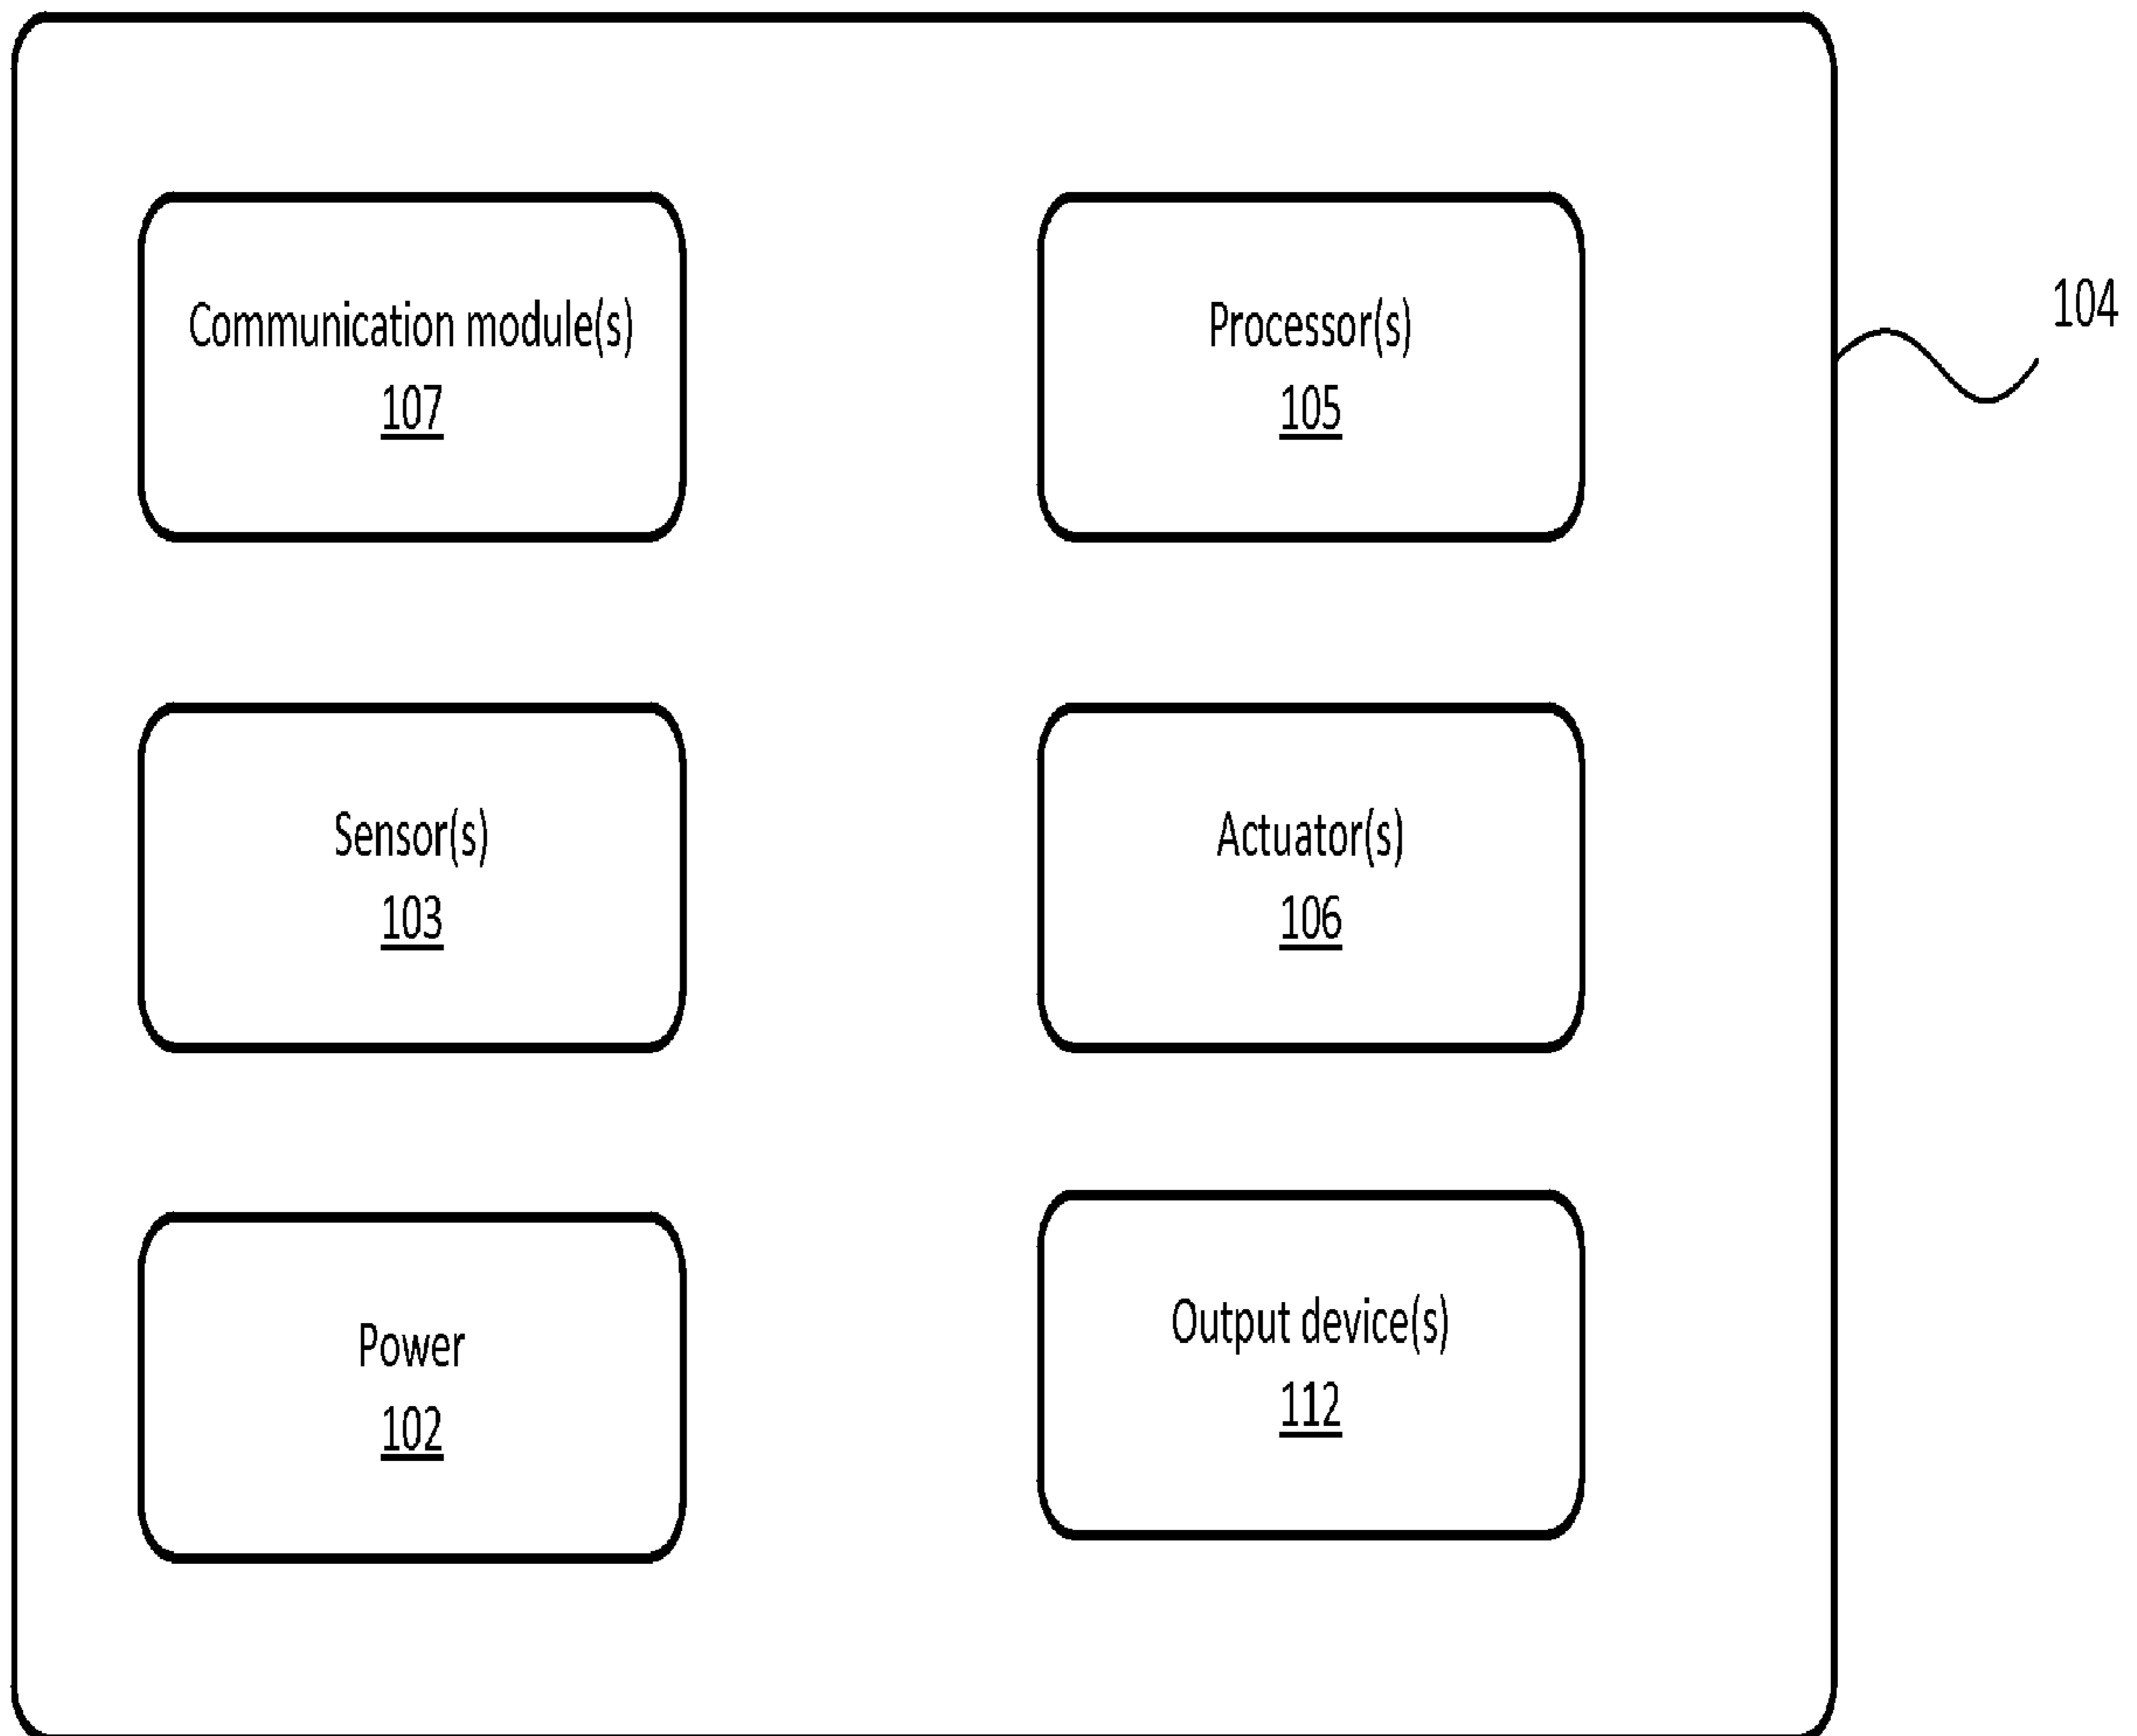 Communication module(s)
107
Processor(s)
105
104
Sensor(s)
103
Actuator(s)
106
Power
102
Output device(s)
112